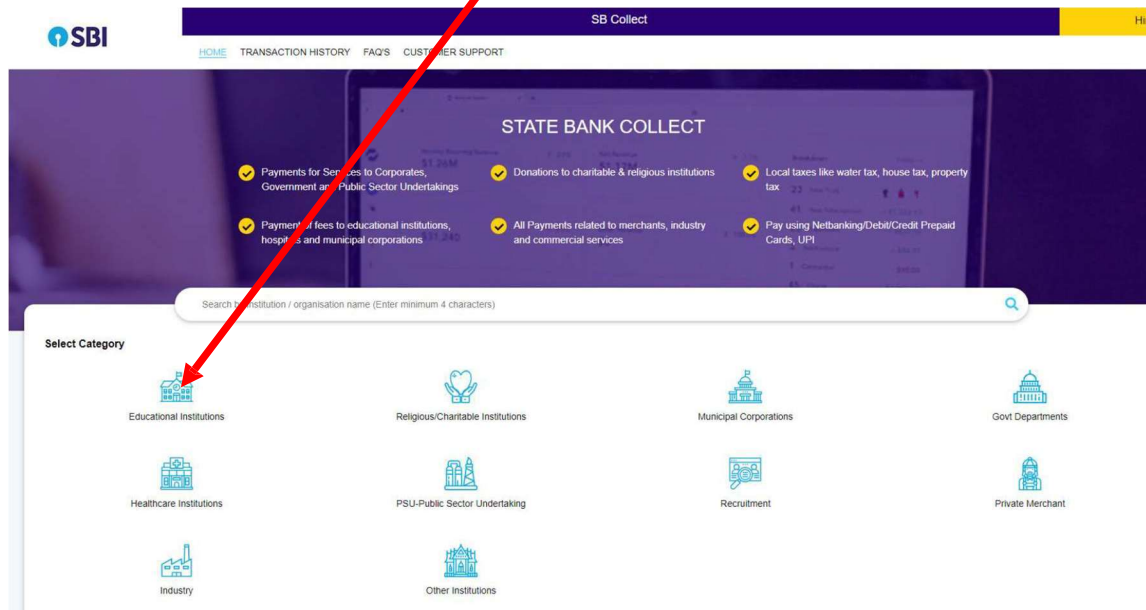 SBI
SB Collect
Hi
HOME TRANSACTION HISTORY FAQ'S CUSTOMER SUPPORT
STATE BANK COLLECT
Payments for Services to Corporates,
Government and Public Sector Undertakings
Donations to charitable & religious institutions
Local taxes like water tax, house tax, property
tax
Payment of fees to educational institutions,
hospitals and municipal corporations
All Payments related to merchants, industry
and commercial services
Pay using Netbanking/Debit/Credit Prepaid
Cards, UPI
Search by institution / organisation name (Enter minimum 4 characters)
Select Category
Educational Institutions
Religious/Charitable Institutions
Municipal Corporations
Govt Departments
Healthcare Institutions
PSU-Public Sector Undertaking
Recruitment
Private Merchant
Industry
Other Institutions